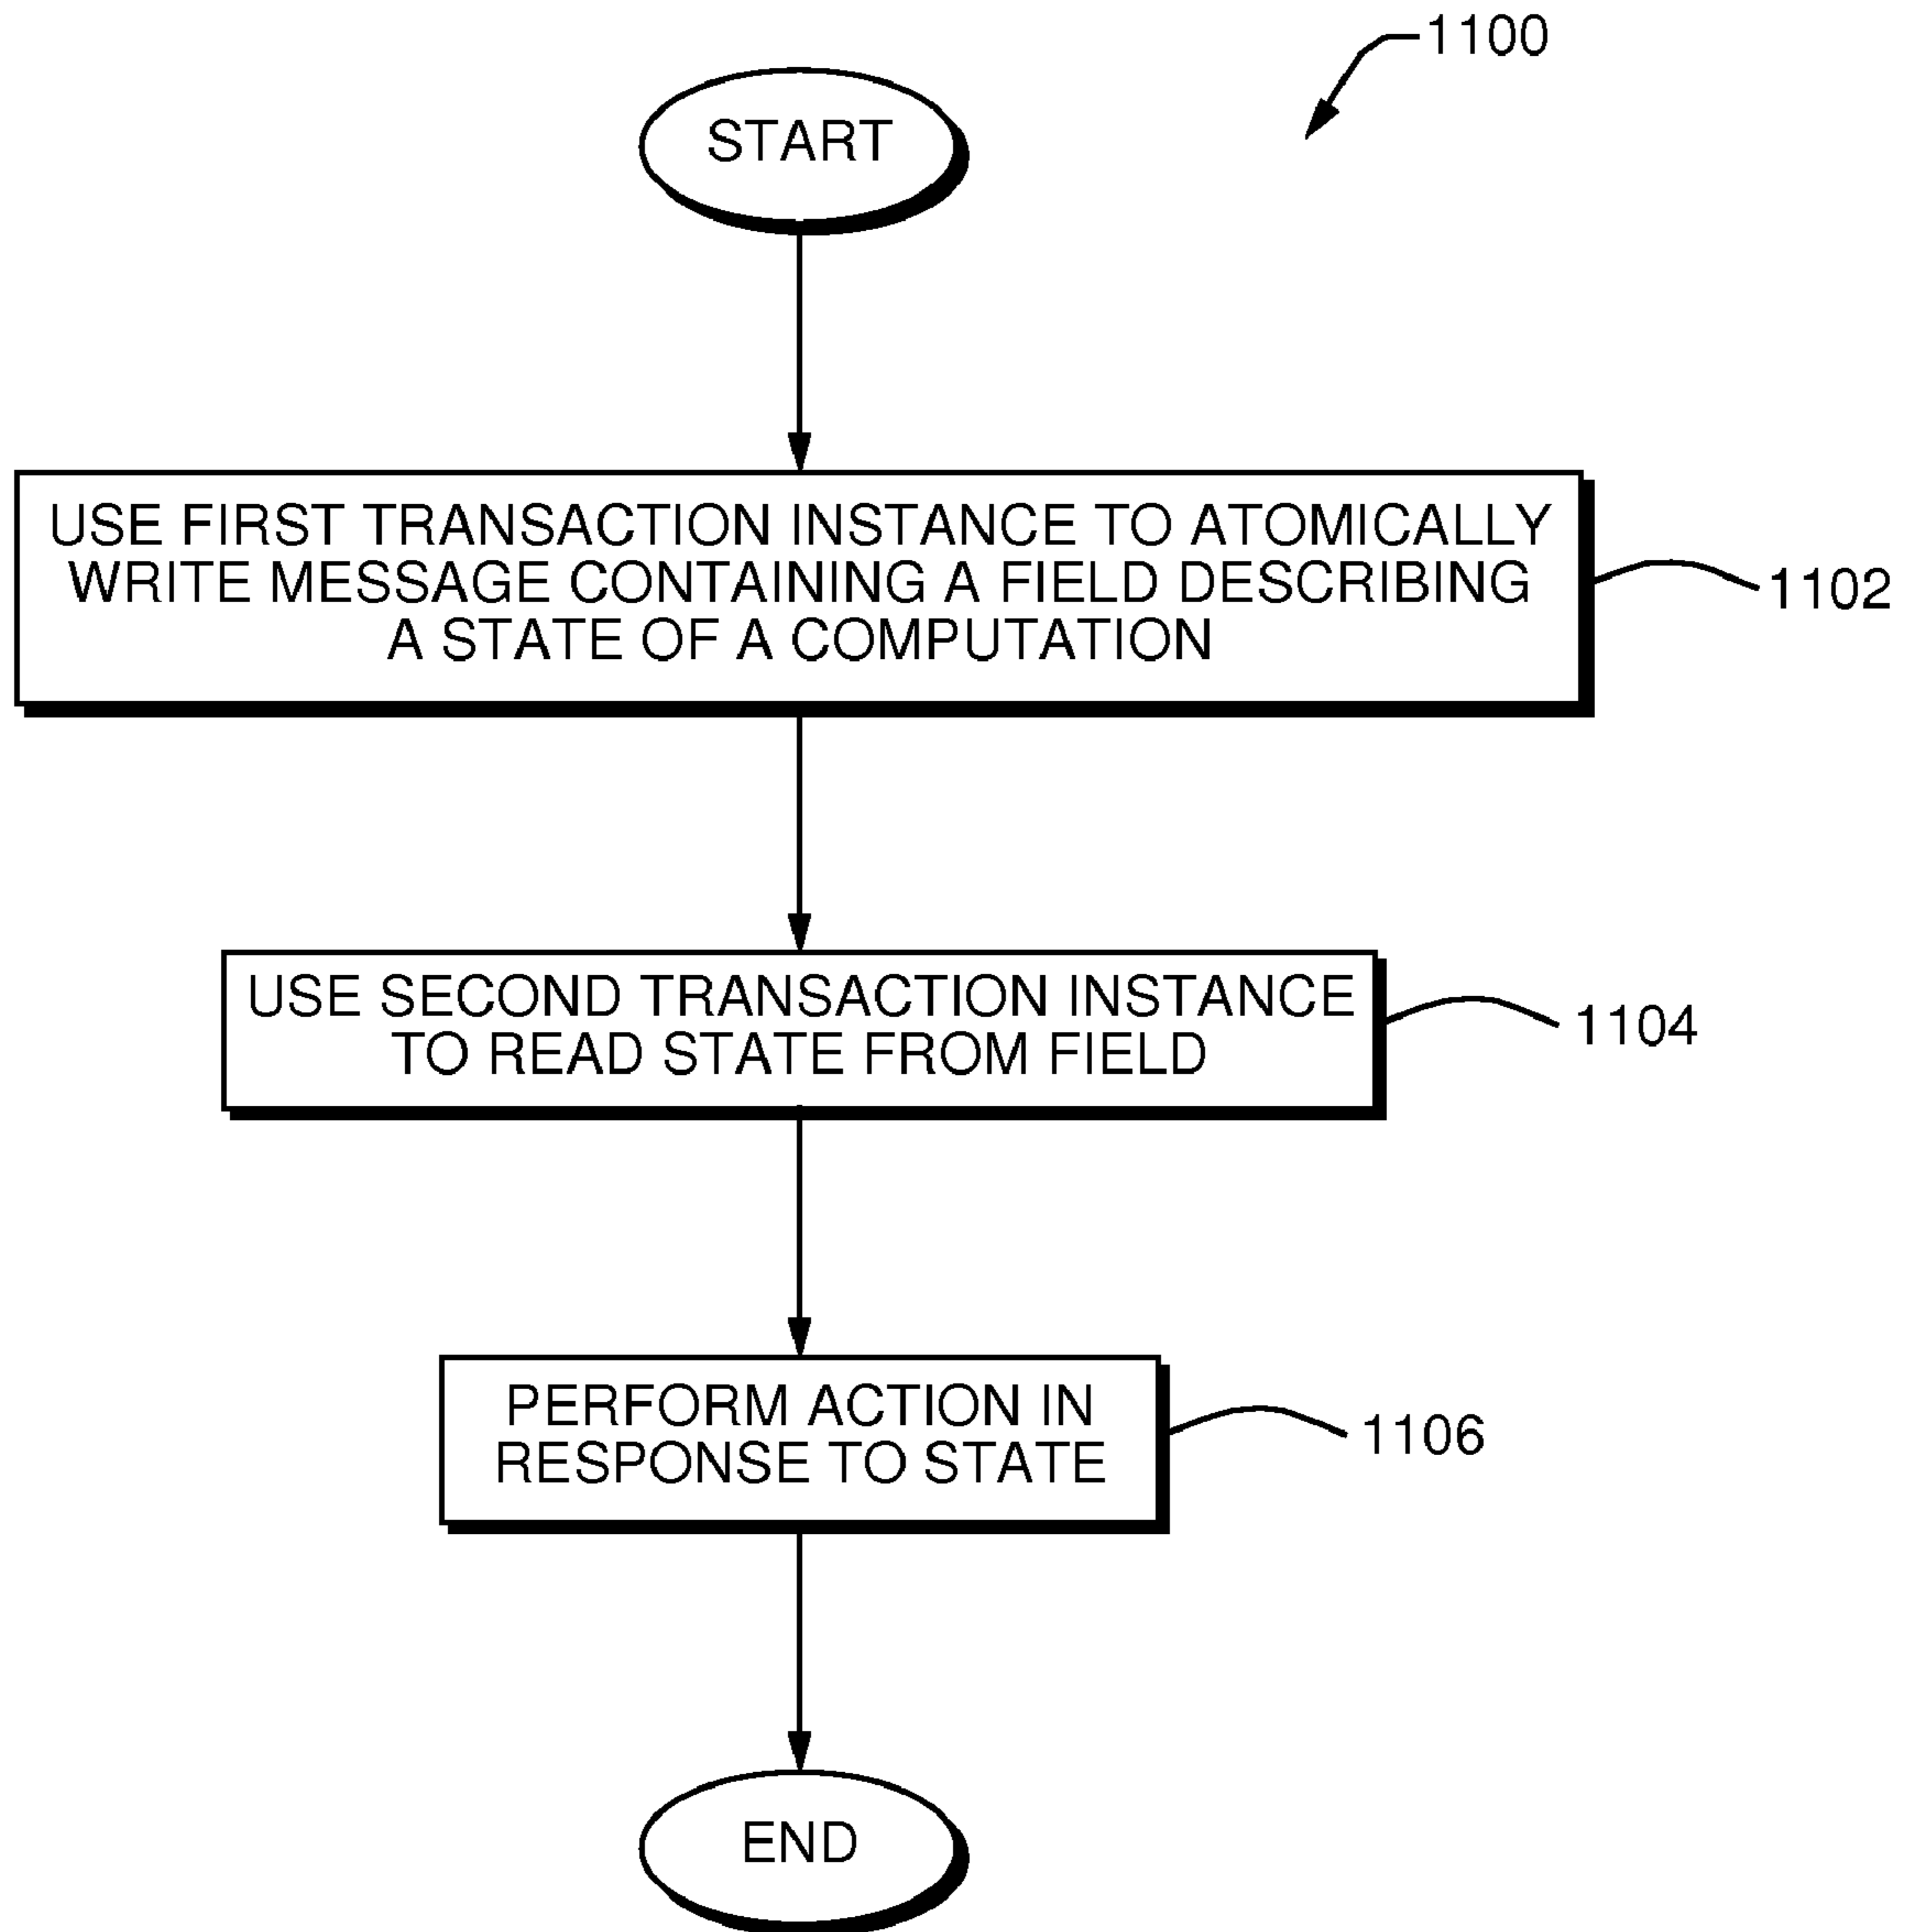 1100
START
USE FIRST TRANSACTION INSTANCE TO ATOMICALLY
WRITE MESSAGE CONTAINING A FIELD DESCRIBING
A STATE OF A COMPUTATION
1102
USE SECOND TRANSACTION INSTANCE
TO READ STATE FROM FIELD
1104
PERFORM ACTION IN
RESPONSE TO STATE
1106
END